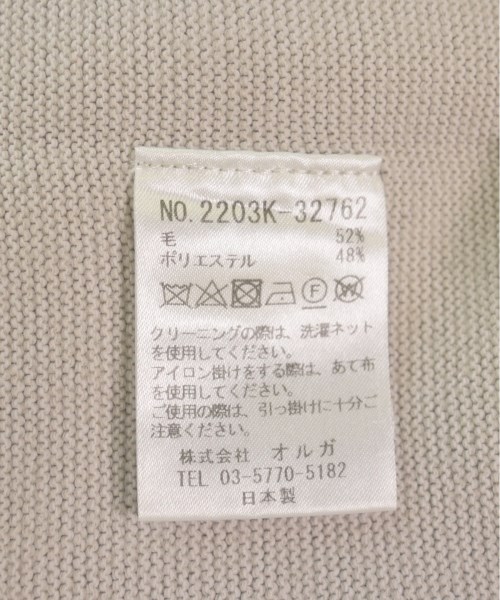 NO.2203K-32762
毛 52%
ポリエステル 48%
クリーニングの際は、洗濯ネット
を使用してください。
アイロン掛けをする際は、あて布
を使用してください。
ご使用の際は、引っ掛けに十分ご
注意ください。
株式会社 オルガ
TEL 03-5770-5182
日本製